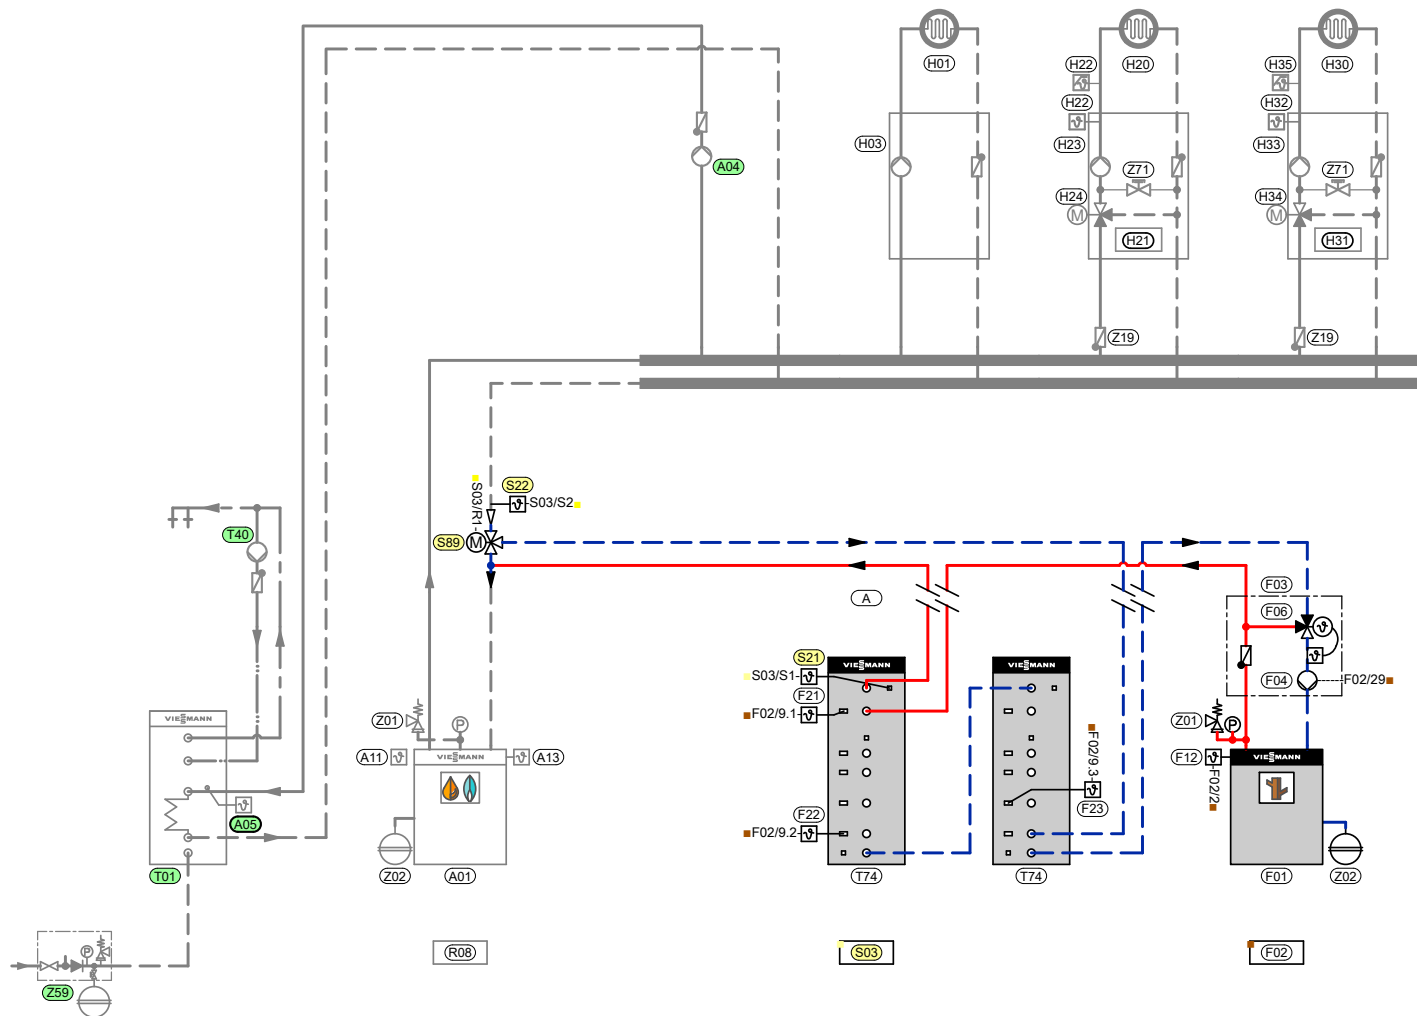 H01
H20
H30
H22
H35
H22
H32
H03
H23
H33
A04
Z71
Z71
H24
M
H34
M
H21
H31
Z19
Z19
S22
S03/R1
S03/S2
T40
S89
M
A
F03
F06
S21
S03/S1
VIESMANN
VIESMANN
F21
F04
F02/29
F02/9.1
F02/9.3
VIESMANN
Z01
P
Z01
P
A11
VIESMANN
A13
F12
VIESMANN
F02/2
A05
F22
F23
F02/9.2
T01
Z02
A01
T74
T74
F01
Z02
P
R08
S03
F02
Z59